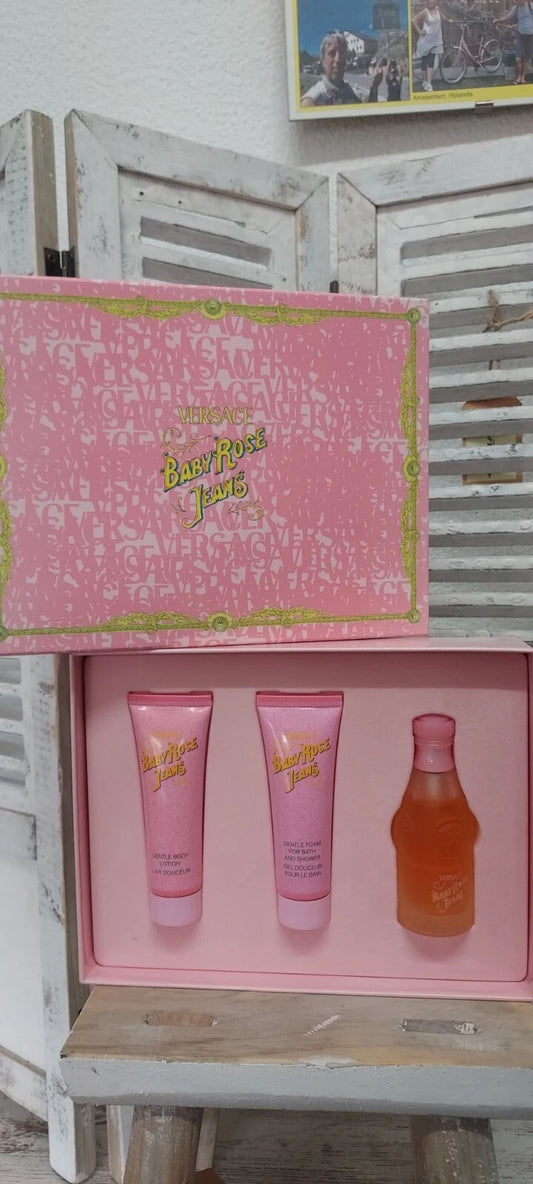 Amsterdam, Holanda
VERSACE
BABY ROSE
JEANS
BABY ROSE
JEANS
GENTLE BODY
LOTION
LAIT DOUCEUR
BABY ROSE
JEANS
GENTLE FOAM
FOR BATH
AND SHOWER
GEL DOUCEUR
POUR LE BAIN
VERSACE
BABY ROSE
JEANS